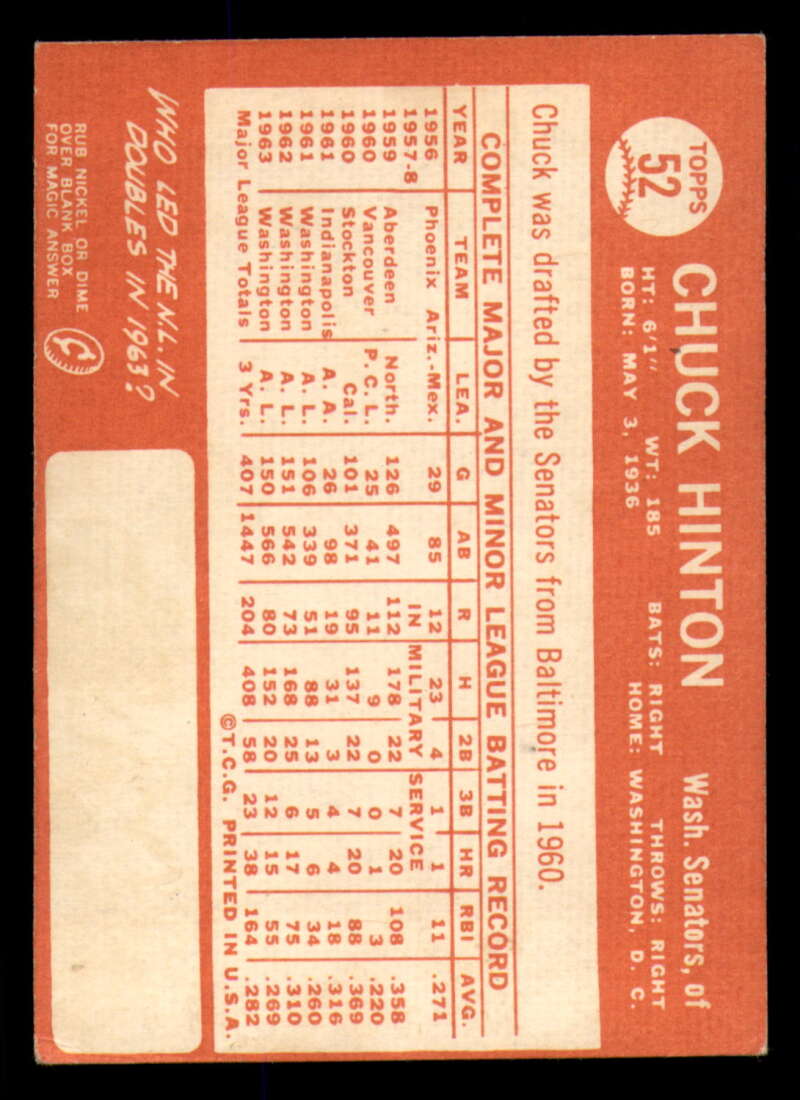 TOPPS
52
CHUCK HINTON Wash. Senators, of
HT: 6'1" WT: 185 BATS: RIGHT THROWS: RIGHT
BORN: MAY 3, 1936 HOME: WASHINGTON, D. C.
Chuck was drafted by the Senators from Baltimore in 1960.
COMPLETE MAJOR AND MINOR LEAGUE BATTING RECORD
YEAR TEAM LEA. G AB R H 2B 3B HR RBI AVG.
1956 Phoenix Ariz.-Mex. 29 85 12 23 4 1 1 11 .271
1957-8 IN MILITARY SERVICE
1959 Aberdeen North. 126 497 112 178 22 7 20 108 .358
1960 Vancouver P. C. L. 25 41 11 9 0 0 1 3 .220
1960 Stockton Cal. 101 371 95 137 22 7 20 88 .369
1961 Indianapolis A. A. 26 98 19 31 3 4 4 18 .316
1961 Washington A. L. 106 339 51 88 13 5 6 34 .260
1962 Washington A. L. 151 542 73 168 25 6 17 75 .310
1963 Washington A. L. 150 566 80 152 20 12 15 55 .269
Major League Totals 3 Yrs. 407 1447 204 408 58 23 38 164 .282
©T.C.G. PRINTED IN U.S.A.
WHO LED THE N.L. IN
DOUBLES IN 1963?
RUB NICKEL OR DIME
OVER BLANK BOX
FOR MAGIC ANSWER